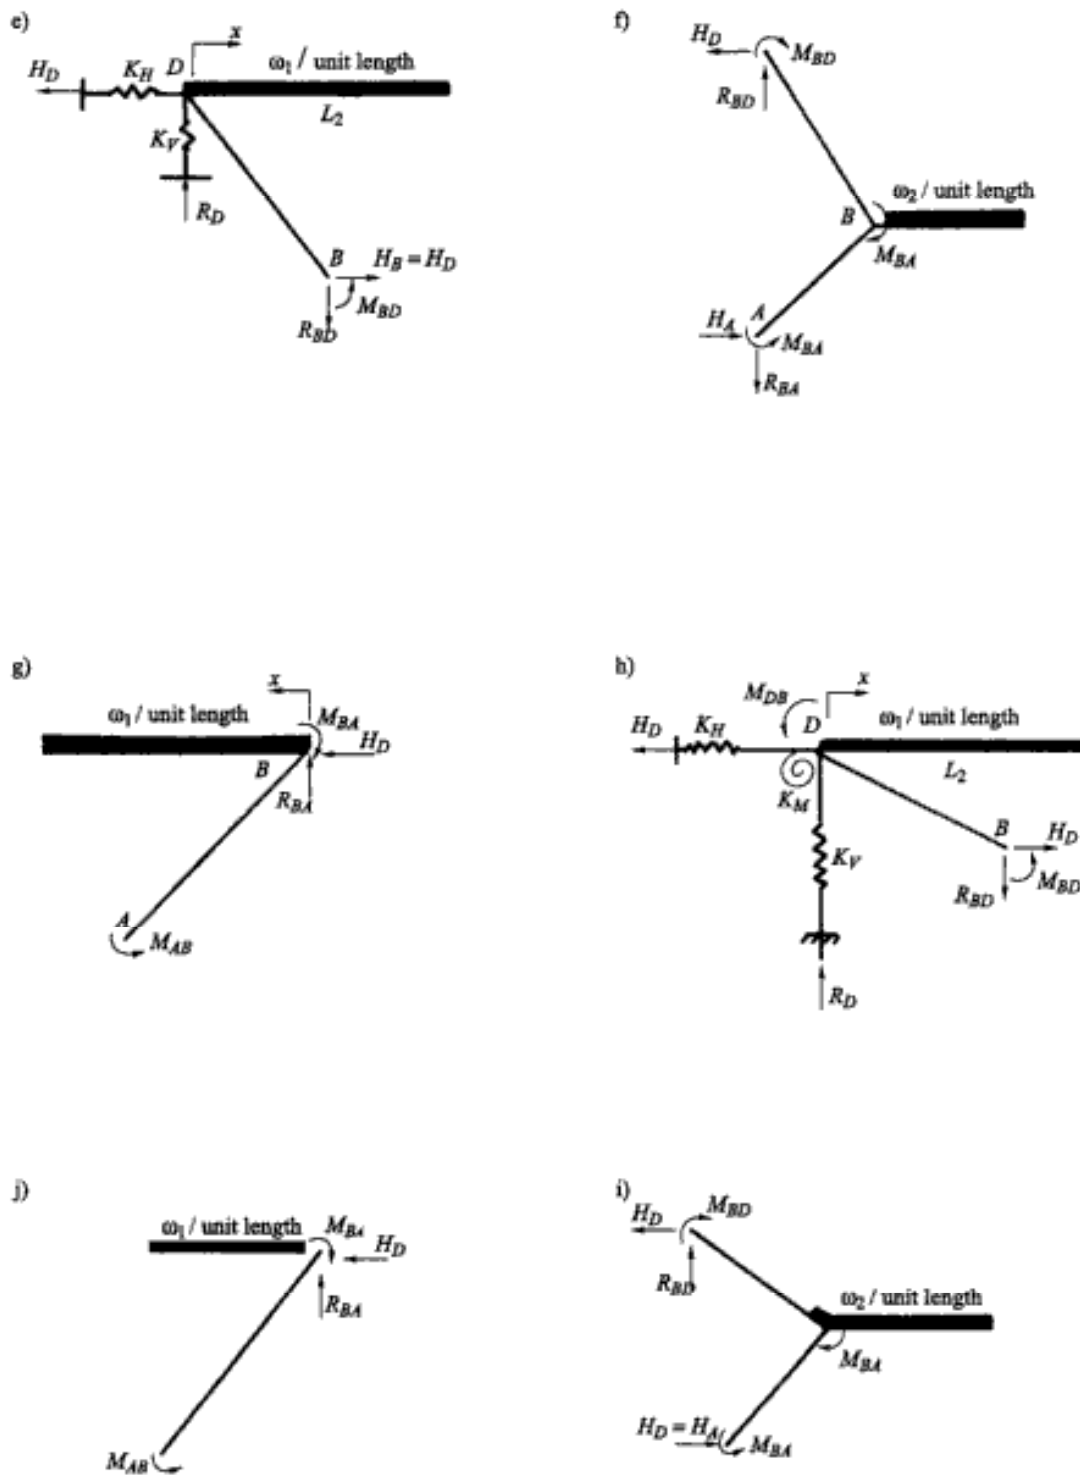 e)
x
H_D
K_H
D
ω₁ / unit length
L₂
K_V
R_D
B
H_B = H_D
M_BD
R_BD
f)
H_D
M_BD
R_BD
ω₂ / unit length
B
M_BA
A
H_A
M_BA
R_BA
g)
x
ω₁ / unit length
M_BA
H_D
B
R_BA
A
M_AB
h)
M_DB
x
H_D
K_H
D
ω₁ / unit length
L₂
K_M
B
H_D
K_V
R_BD
M_BD
R_D
j)
ω₁ / unit length
M_BA
H_D
R_BA
M_AB
i)
H_D
M_BD
R_BD
ω₂ / unit length
M_BA
H_D = H_A
M_BA